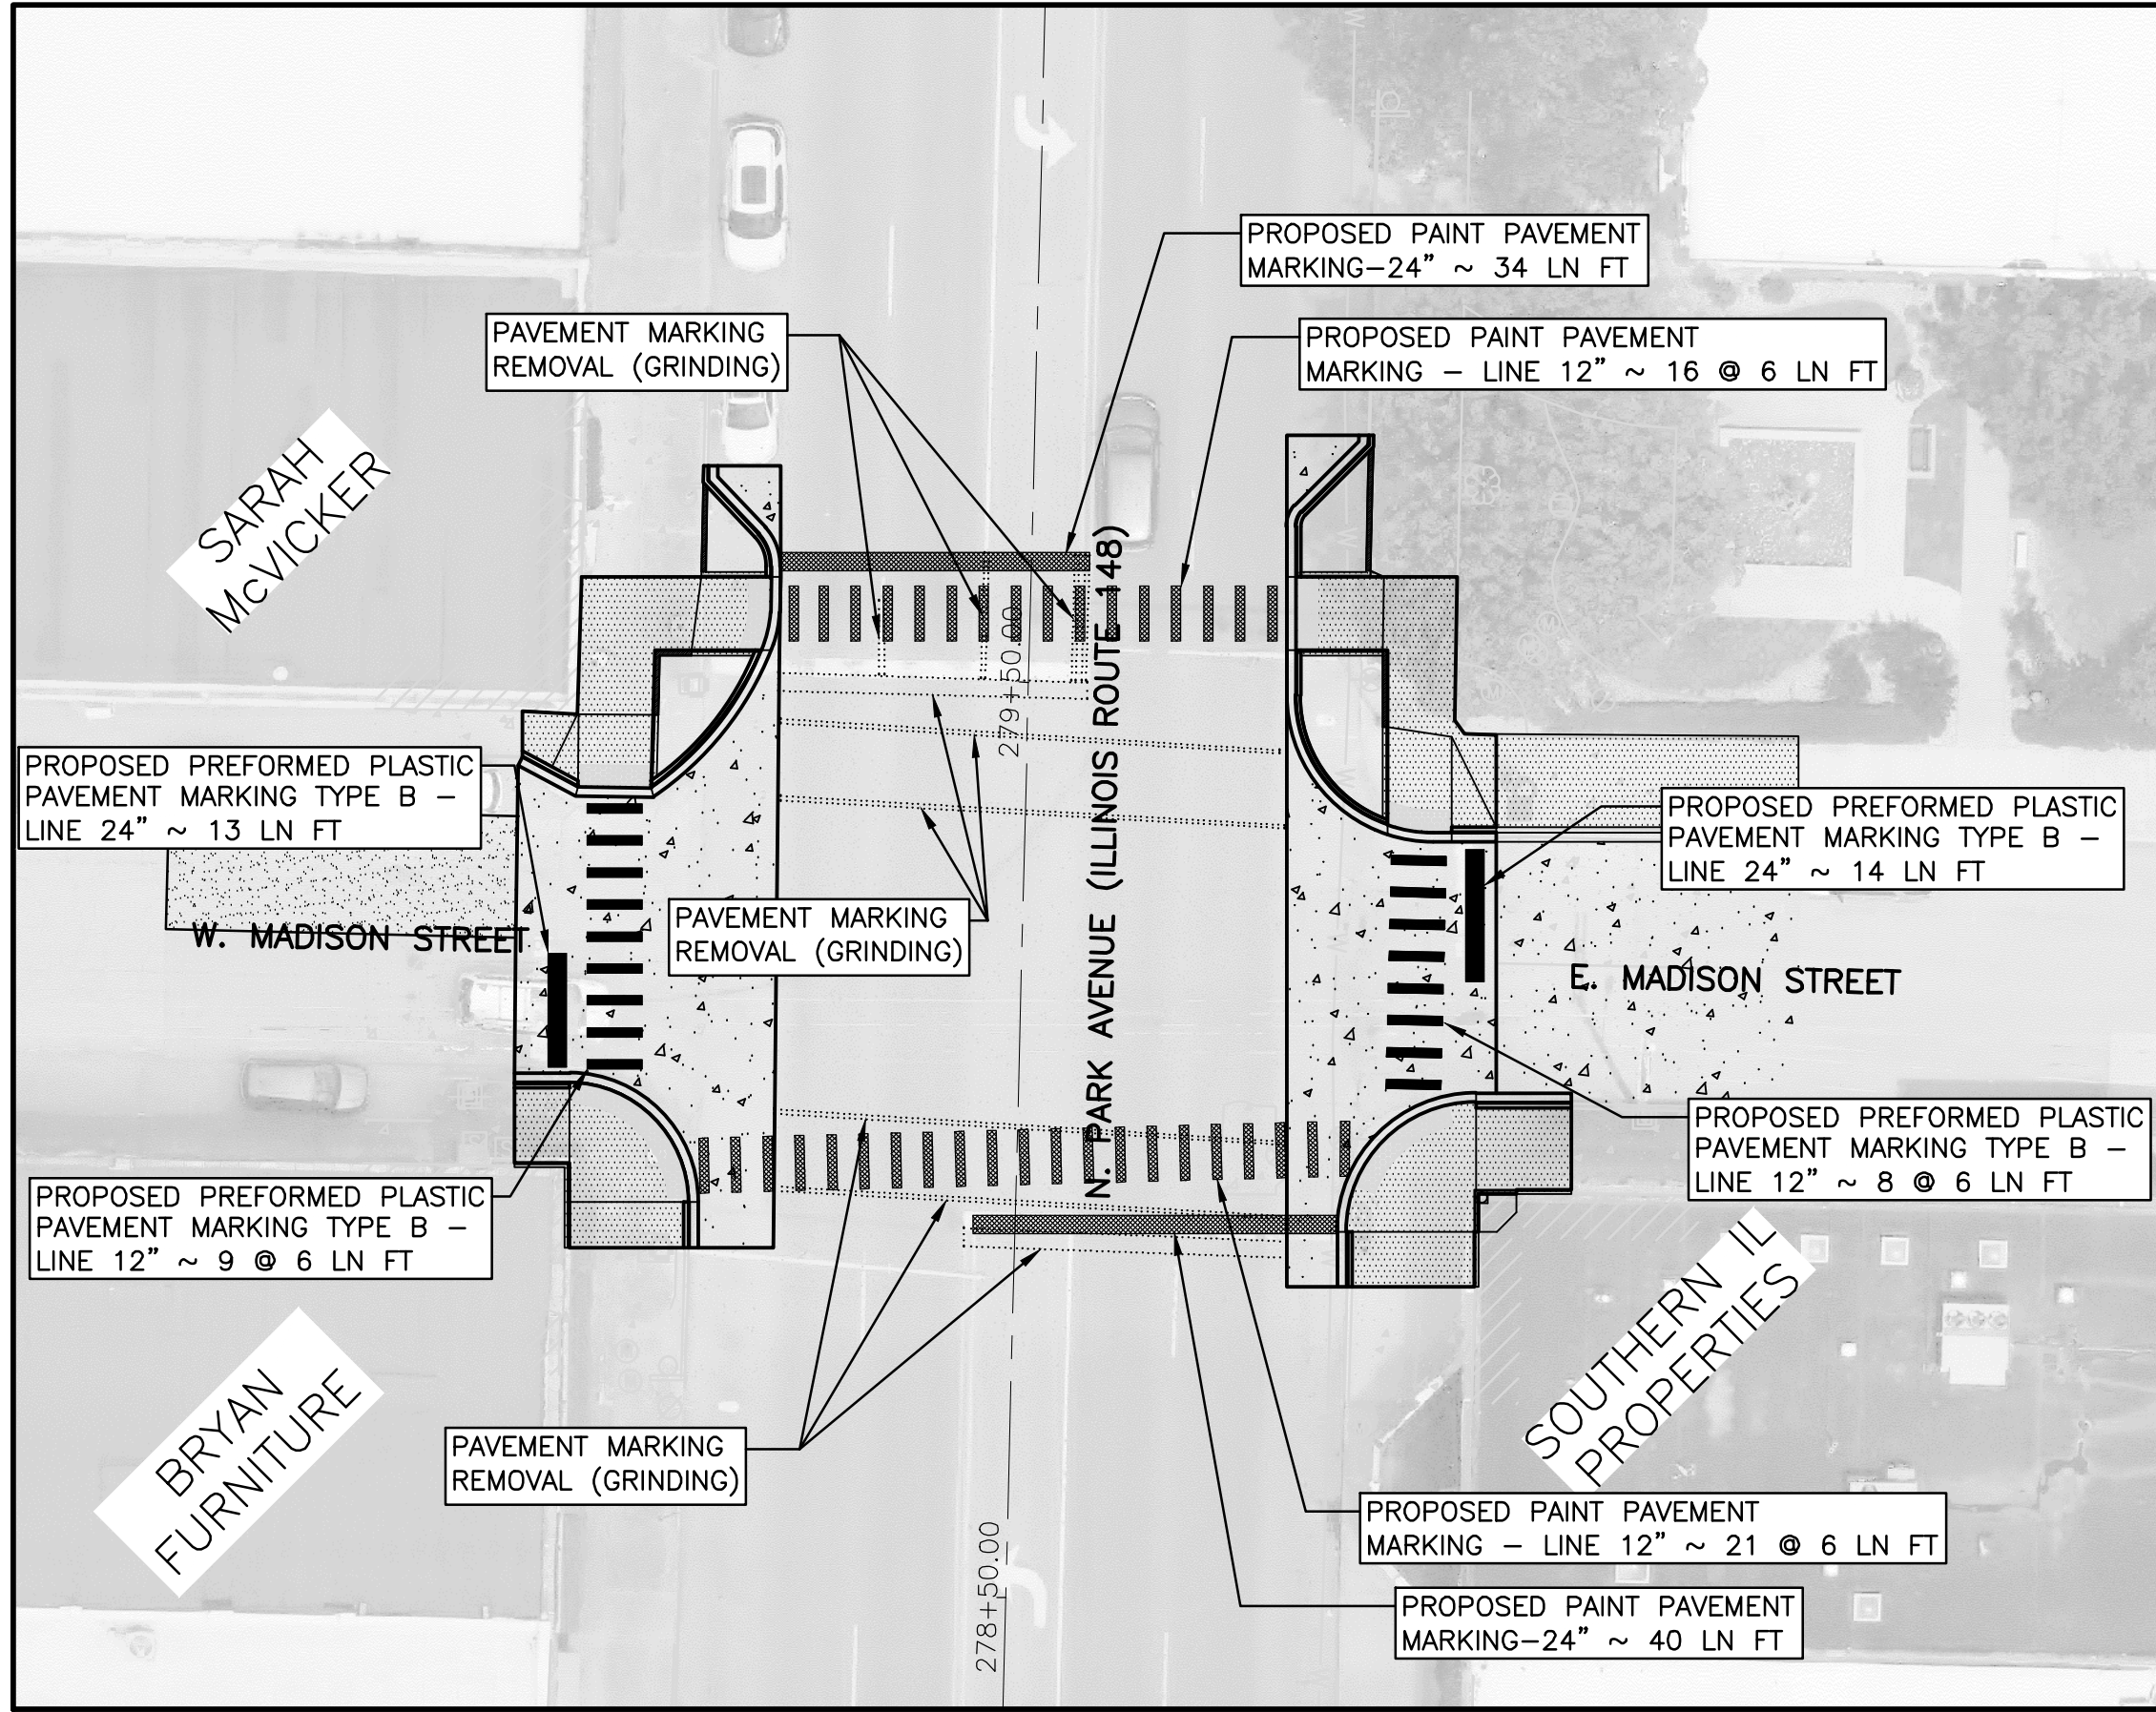 PROPOSED PAINT PAVEMENT
MARKING-24" ~ 34 LN FT
PAVEMENT MARKING
REMOVAL (GRINDING)
PROPOSED PAINT PAVEMENT
MARKING - LINE 12" ~ 16 @ 6 LN FT
SARAH
McVICKER
279+50.00
N. PARK AVENUE (ILLINOIS ROUTE 148)
PROPOSED PREFORMED PLASTIC
PAVEMENT MARKING TYPE B -
LINE 24" ~ 13 LN FT
PROPOSED PREFORMED PLASTIC
PAVEMENT MARKING TYPE B -
LINE 24" ~ 14 LN FT
PAVEMENT MARKING
REMOVAL (GRINDING)
W. MADISON STREET
E. MADISON STREET
PROPOSED PREFORMED PLASTIC
PAVEMENT MARKING TYPE B -
LINE 12" ~ 8 @ 6 LN FT
PROPOSED PREFORMED PLASTIC
PAVEMENT MARKING TYPE B -
LINE 12" ~ 9 @ 6 LN FT
SOUTHERN IL
PROPERTIES
BRYAN
FURNITURE
PAVEMENT MARKING
REMOVAL (GRINDING)
PROPOSED PAINT PAVEMENT
MARKING - LINE 12" ~ 21 @ 6 LN FT
278+50.00
PROPOSED PAINT PAVEMENT
MARKING-24" ~ 40 LN FT